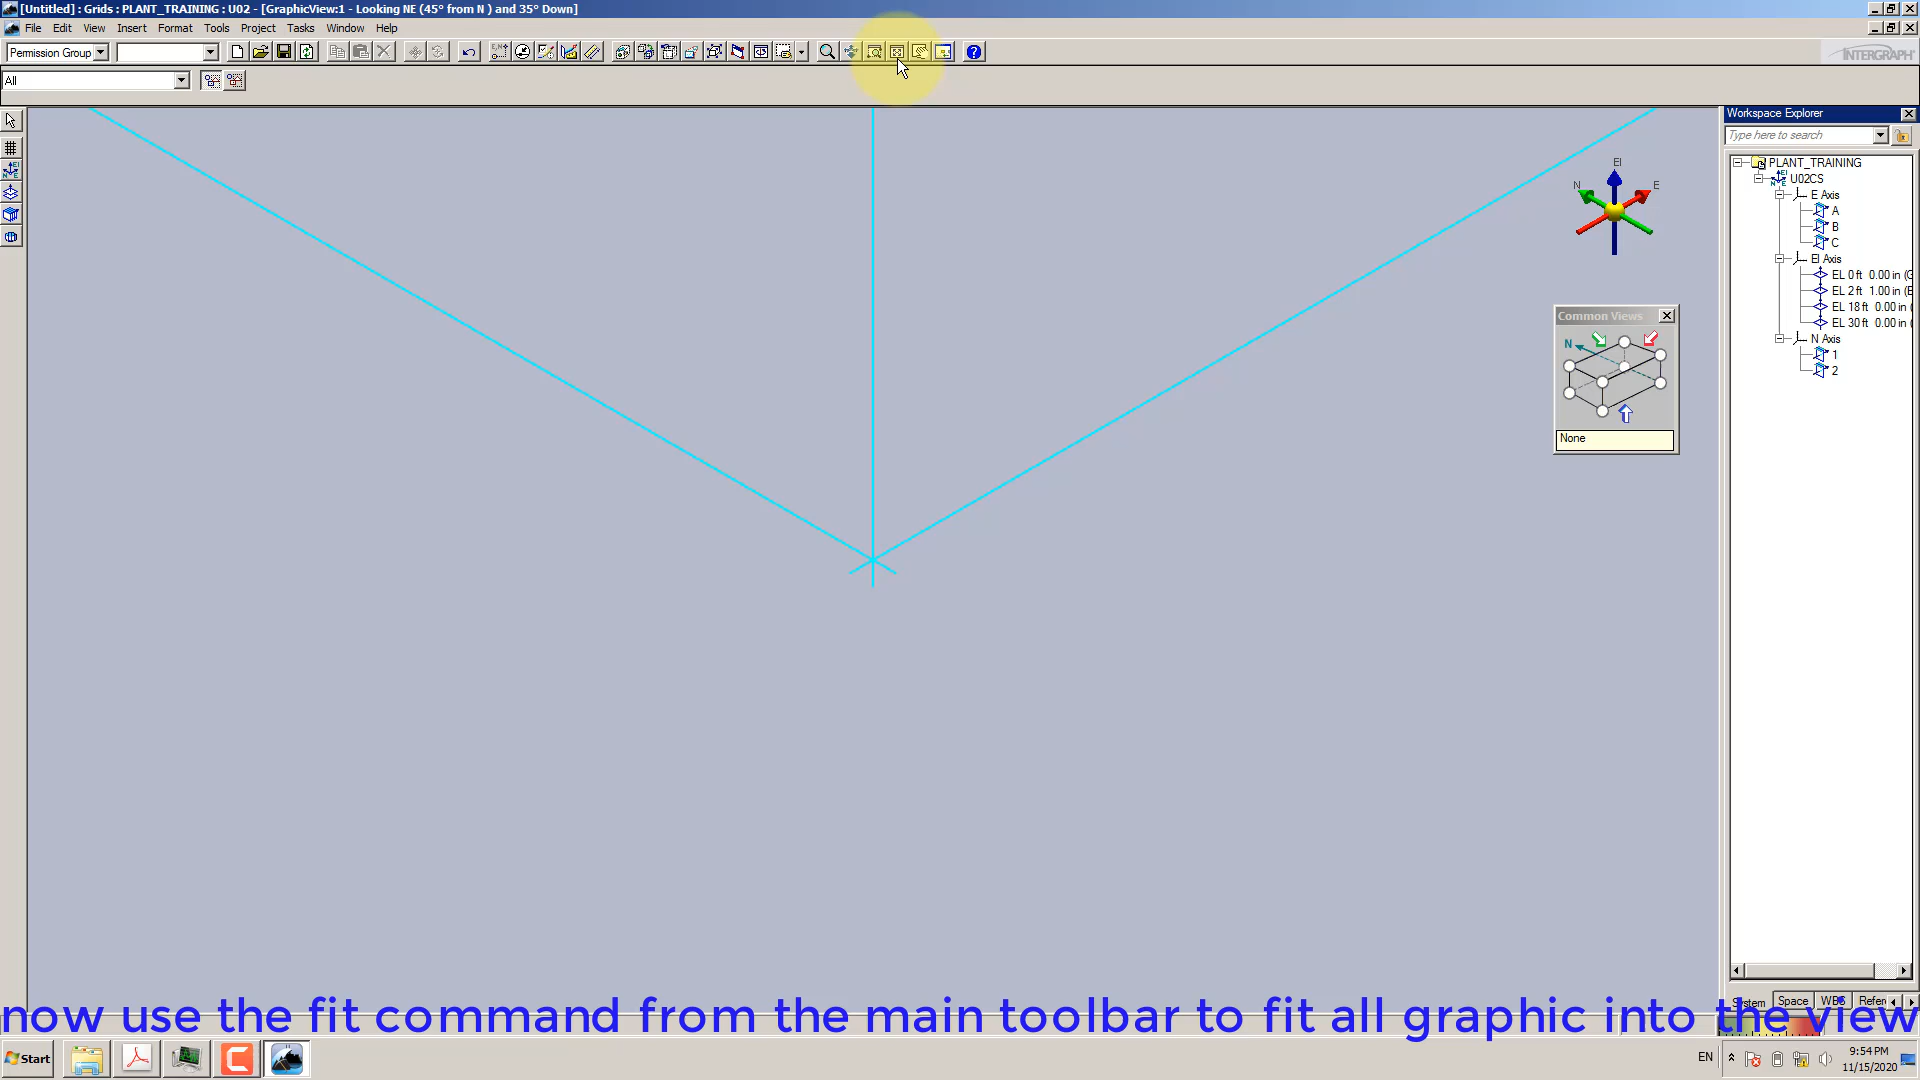 [Untitled] : Grids : PLANT_TRAINING : U02 - [GraphicView:1 - Looking NE (45° from N ) and 35° Down]
File Edit View Insert Format Project Tools Tasks Window Help
Permission Group
INTERGRAPH
All
Workspace Explorer
Type here to search
PLANT_TRAINING
U02CS
E Axis
A
B
C
El Axis
EL 0 ft 0.00 in (G
EL 2 ft 1.00 in (E
EL 18 ft 0.00 in (
EL 30 ft 0.00 in (
N Axis
1
2
El
N E
Common Views
N
None
System Space WBS Refer
now use the fit command from the main toolbar to fit all graphic into the view
Start
EN
9:54 PM
11/15/2020